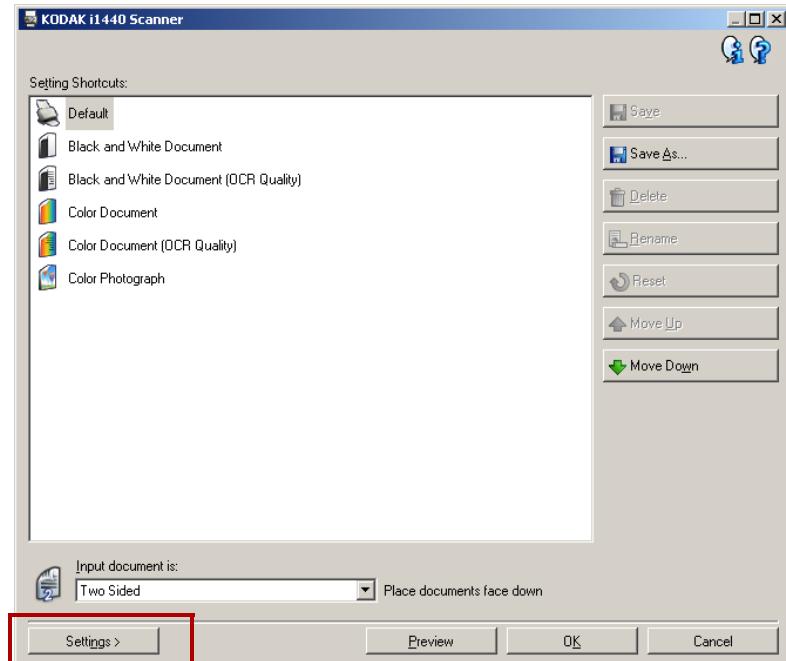 KODAK i1440 Scanner
Setting Shortcuts:
Default
Black and White Document
Black and White Document (OCR Quality)
Color Document
Color Document (OCR Quality)
Color Photograph
Save
Save As...
Delete
Rename
Reset
Move Up
Move Down
Input document is:
2
Two Sided
Place documents face down
Settings >
Preview
OK
Cancel